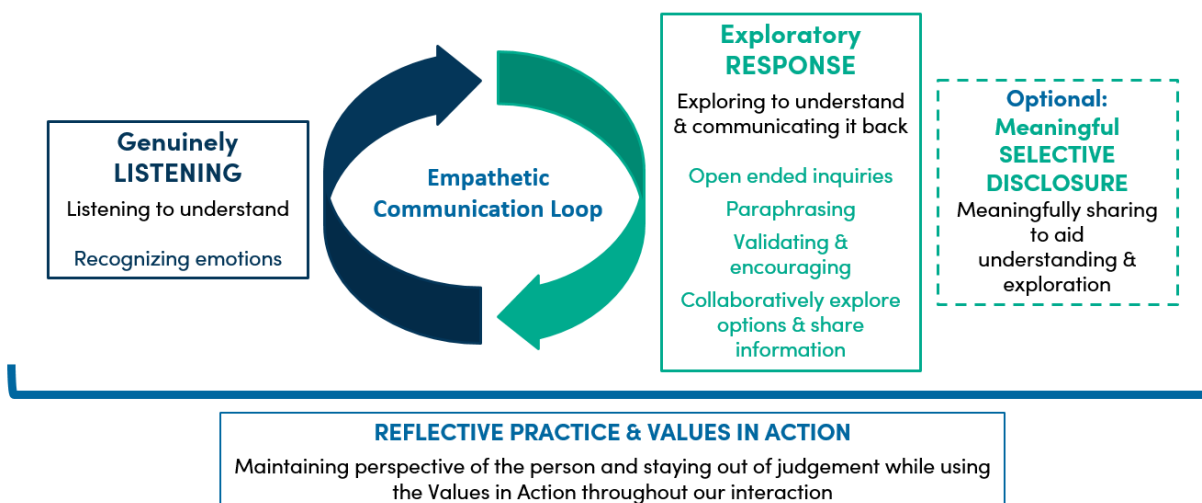 Genuinely
LISTENING
Listening to understand
Recognizing emotions
Empathetic
Communication Loop
Exploratory
RESPONSE
Exploring to understand
& communicating it back
Open ended inquiries
Paraphrasing
Validating &
encouraging
Collaboratively explore
options & share
information
Optional:
Meaningful
SELECTIVE
DISCLOSURE
Meaningfully sharing
to aid
understanding &
exploration
REFLECTIVE PRACTICE & VALUES IN ACTION
Maintaining perspective of the person and staying out of judgement while using
the Values in Action throughout our interaction